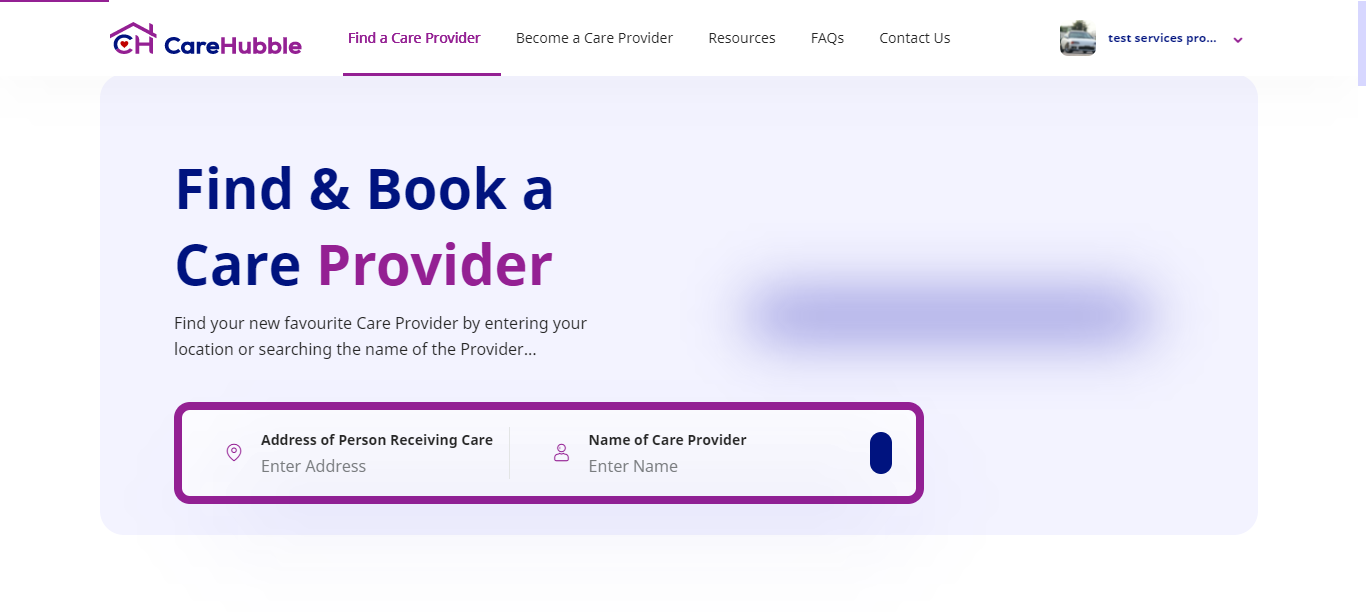 CH CareHubble
Find a Care Provider
Become a Care Provider
Resources
FAQs
Contact Us
test services pro...
Find & Book a
Care Provider
Find your new favourite Care Provider by entering your
location or searching the name of the Provider...
Address of Person Receiving Care
Enter Address
Name of Care Provider
Enter Name